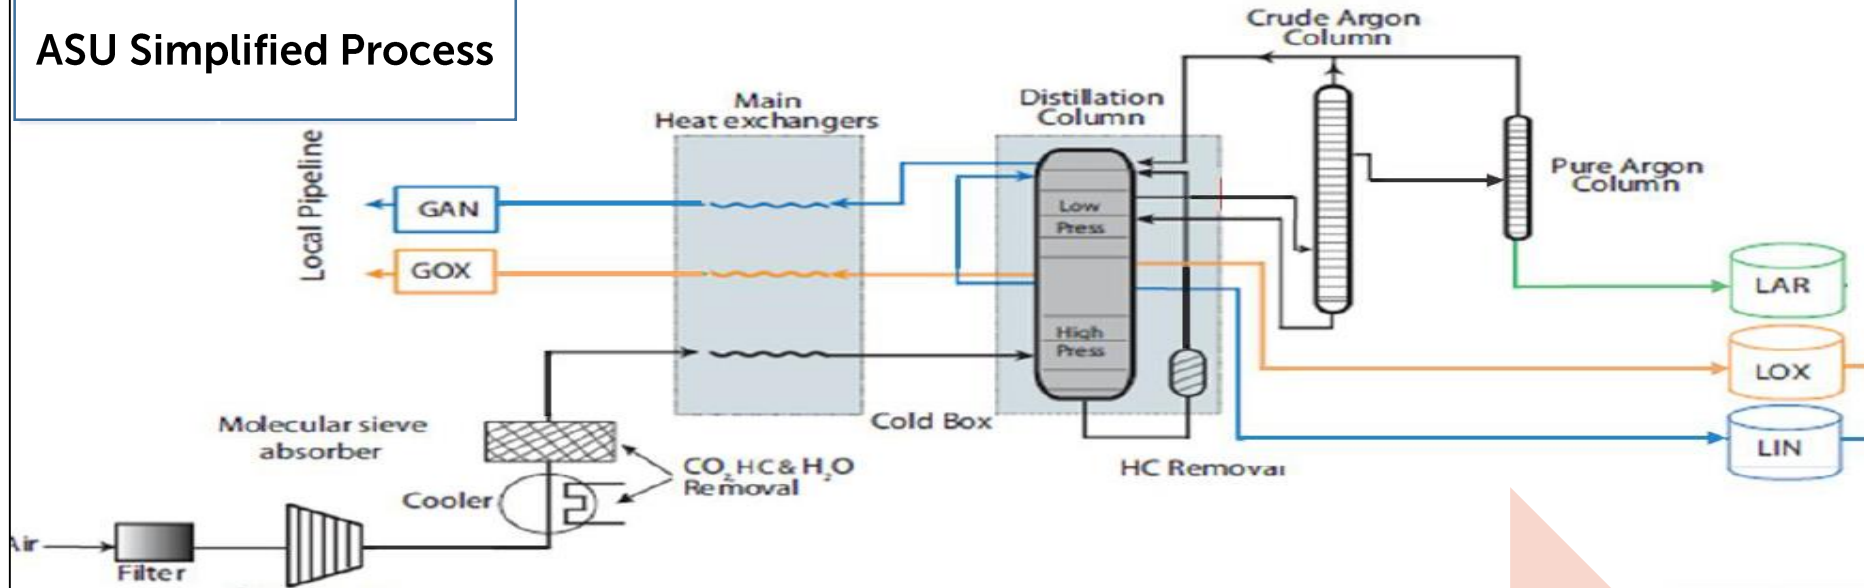 ASU Simplified Process
Crude Argon
Column
Main
Heat exchangers
Distillation
Column
Local Pipeline
Pure Argon
Column
GAN
Low
Press
GOX
LAR
High
Press
LOX
Cold Box
Molecular sieve
absorber
LIN
CO2 HC & H2O
Removal
HC Removal
Cooler
Air
Filter